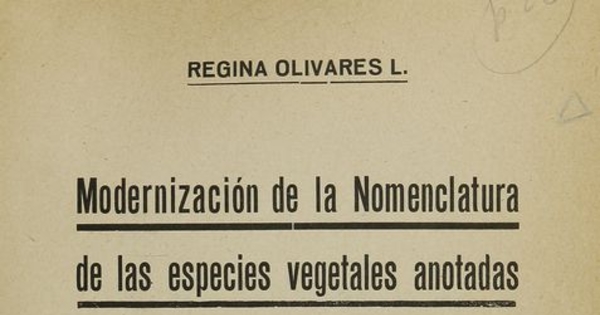 REGINA OLIVARES L.
Modernización de la Nomenclatura
de las especies vegetales anotadas